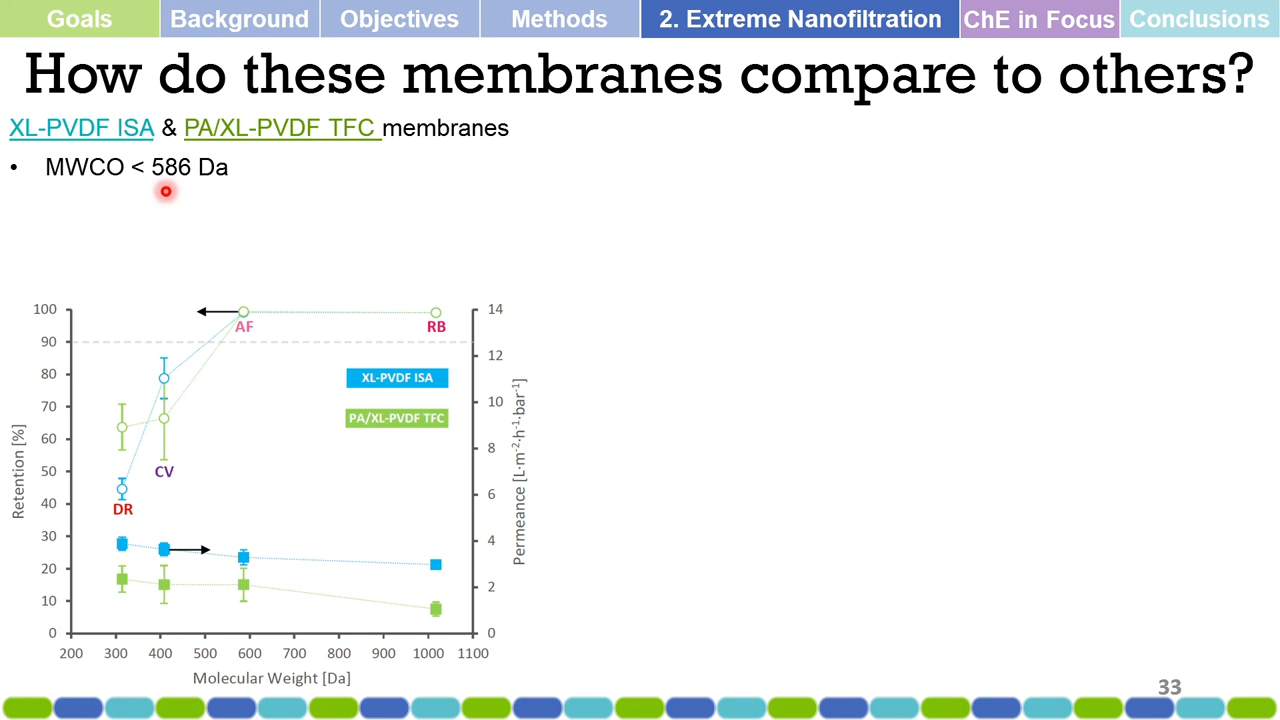 Goals Background Objectives Methods 2. Extreme Nanofiltration ChE in Focus Conclusions
How do these membranes compare to others?
XL-PVDF ISA & PA/XL-PVDF TFC membranes
• MWCO < 586 Da
100 14
AF RB
90
12
80 XL-PVDF ISA
70 10
PA/XL-PVDF TFC
60
8
50 CV
6
40 DR
30
4
20
2
10
0 0
200 300 400 500 600 700 800 900 1000 1100
Retention [%]
Permeance [L·m⁻²·h⁻¹·bar⁻¹]
Molecular Weight [Da]
33